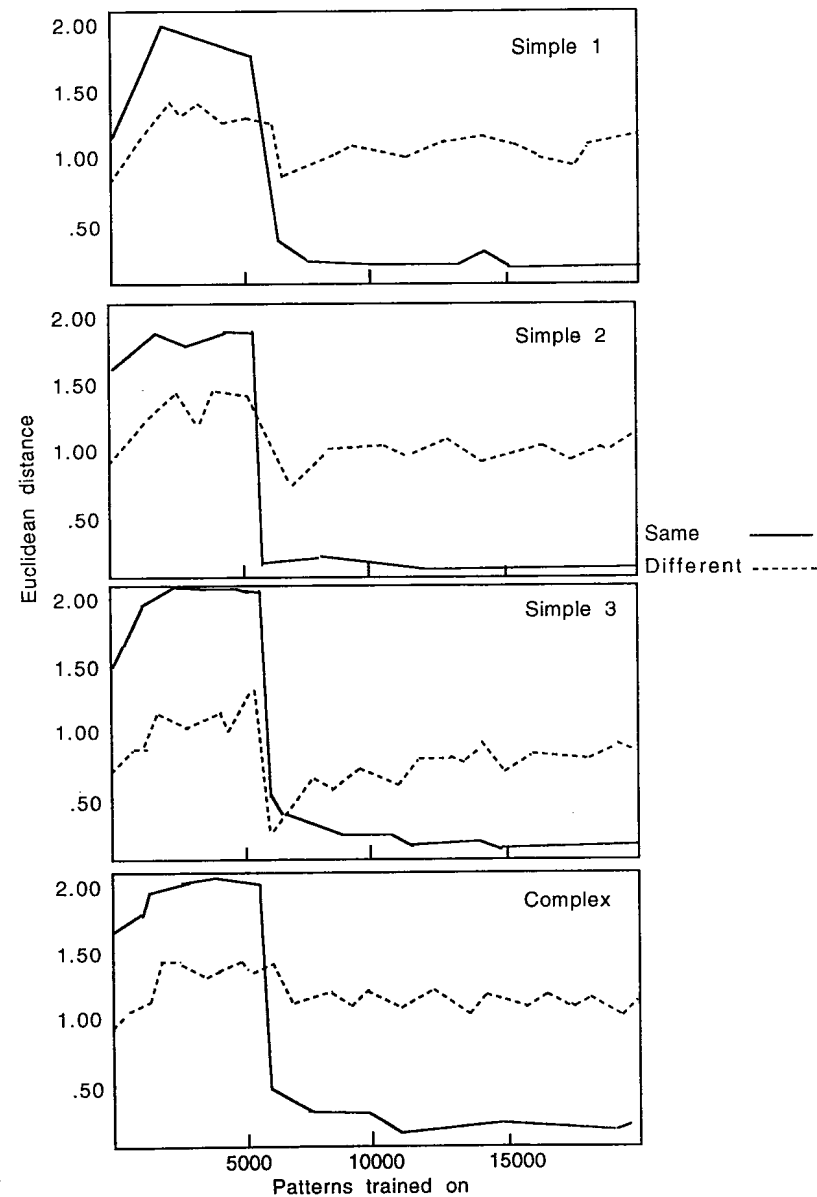 2.00
Simple 1
1.50
1.00
.50
2.00
Simple 2
1.50
1.00
.50
Euclidean distance
Same
Different
2.00
Simple 3
1.50
1.00
.50
2.00
Complex
1.50
1.00
.50
5000 10000 15000
Patterns trained on